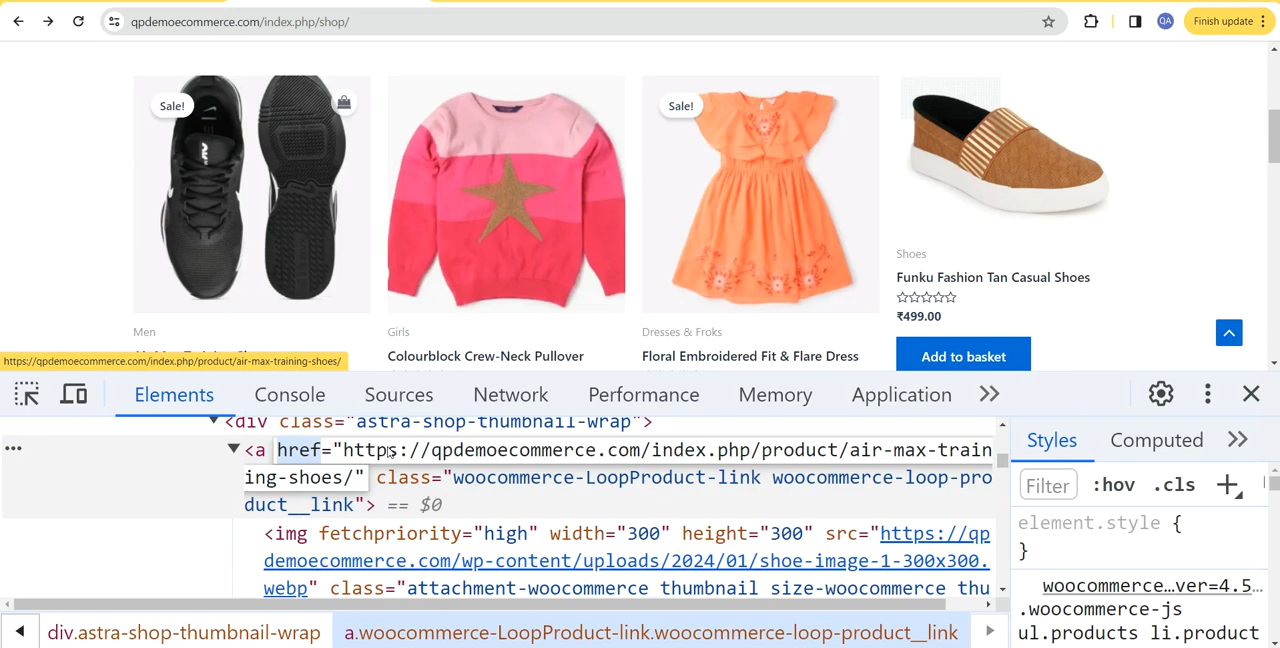 qpdemoecommerce.com/index.php/shop/
QA
Finish update
Sale!
Sale!
Men
Girls
Colourblock Crew-Neck Pullover
Dresses & Froks
Floral Embroidered Fit & Flare Dress
Shoes
Funku Fashion Tan Casual Shoes
₹499.00
Add to basket
https://qpdemoecommerce.com/index.php/product/air-max-training-shoes/
Elements Console Sources Network Performance Memory Application
<div class="astra-shop-thumbnail-wrap">
<a href="https://qpdemoecommerce.com/index.php/product/air-max-train
ing-shoes/" class="woocommerce-LoopProduct-link woocommerce-loop-pro
duct__link"> == $0
<img fetchpriority="high" width="300" height="300" src="https://qp
demoecommerce.com/wp-content/uploads/2024/01/shoe-image-1-300x300.
webp" class="attachment-woocommerce thumbnail size-woocommerce thu
div.astra-shop-thumbnail-wrap a.woocommerce-LoopProduct-link.woocommerce-loop-product__link
Styles Computed
Filter :hov .cls
element.style {
}
woocommerce…ver=4.5…
.woocommerce-js
ul.products li.product